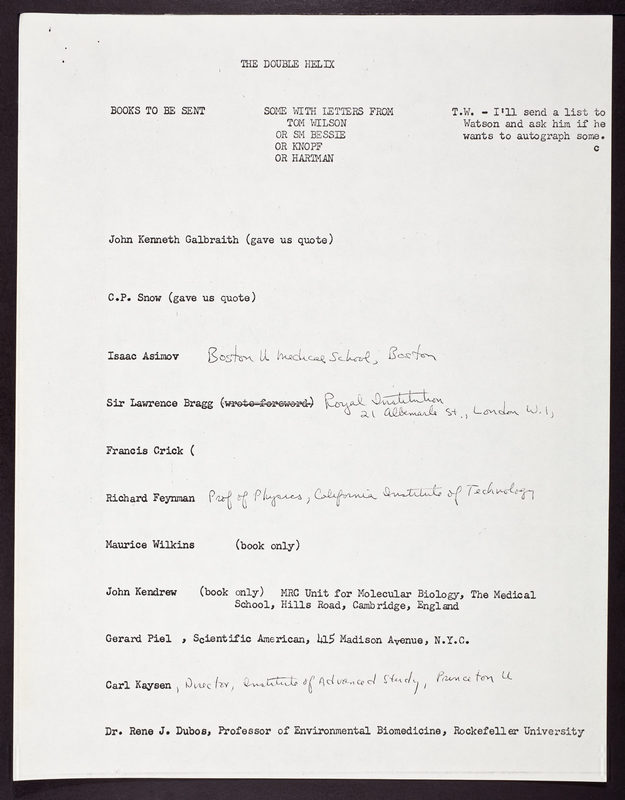 THE DOUBLE HELIX
BOOKS TO BE SENT
SOME WITH LETTERS FROM
TOM WILSON
OR SM BESSIE
OR KNOPF
OR HARTMAN
T.W. - I'll send a list to
Watson and ask him if he
wants to autograph some.
c
John Kenneth Galbraith (gave us quote)
C.P. Snow (gave us quote)
Isaac Asimov Boston U Medical School, Boston
Sir Lawrence Bragg (wrote foreword) Royal Institution
21 Albemarle St., London W.1,
Francis Crick (
Richard Feynman Prof of Physics, California Institute of Technology
Maurice Wilkins (book only)
John Kendrew (book only) MRC Unit for Molecular Biology, The Medical
School, Hills Road, Cambridge, England
Gerard Piel , Scientific American, 415 Madison Avenue, N.Y.C.
Carl Kaysen, Director, Institute of Advanced Study, Princeton U
Dr. Rene J. Dubos, Professor of Environmental Biomedicine, Rockefeller University